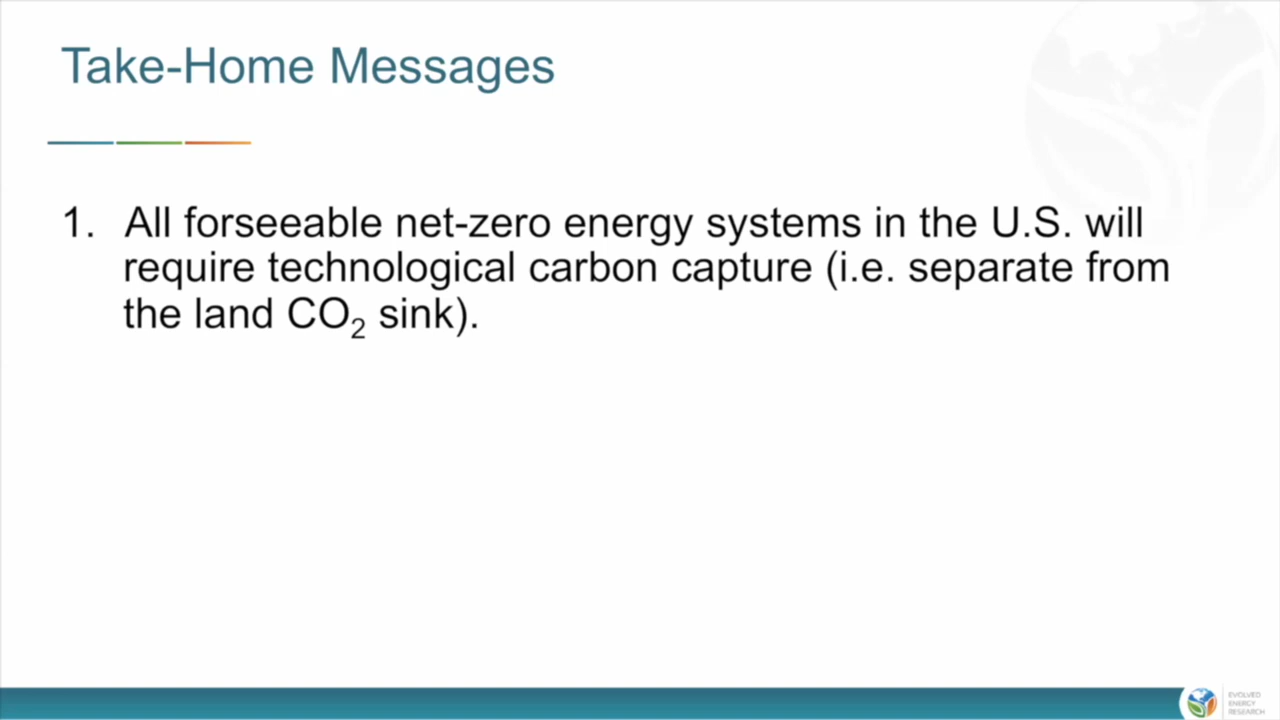 Take-Home Messages
1. All forseeable net-zero energy systems in the U.S. will
require technological carbon capture (i.e. separate from
the land CO₂ sink).
EVOLVED
ENERGY
RESEARCH